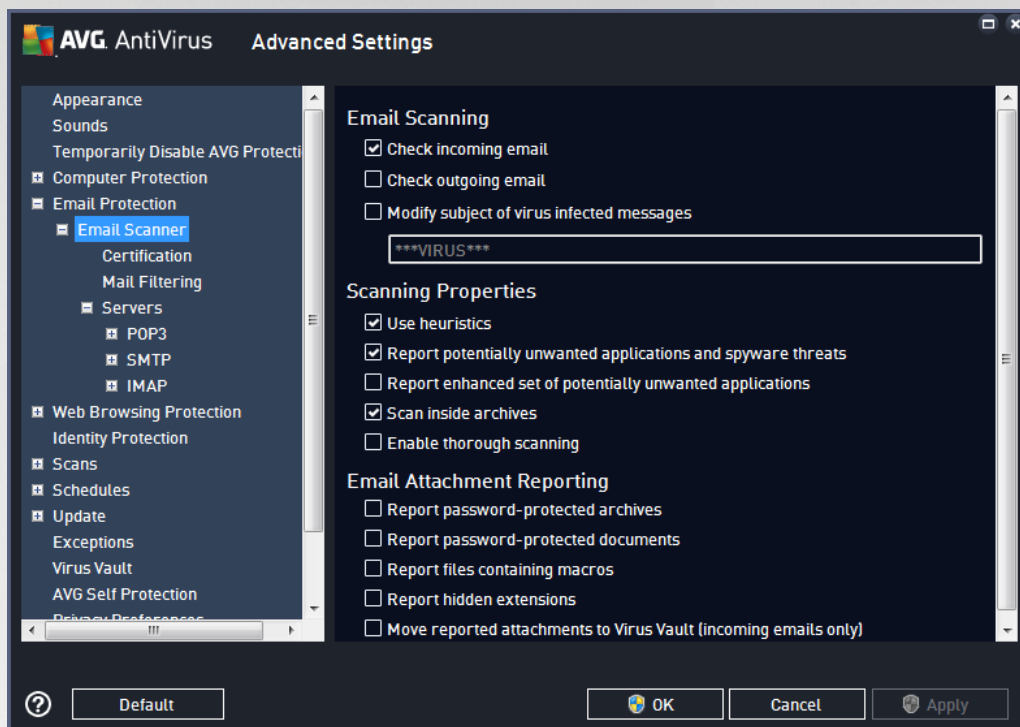 AVG. AntiVirus Advanced Settings
Appearance
Sounds
Temporarily Disable AVG Protecti
Computer Protection
Email Protection
Email Scanner
Certification
Mail Filtering
Servers
POP3
SMTP
IMAP
Web Browsing Protection
Identity Protection
Scans
Schedules
Update
Exceptions
Virus Vault
AVG Self Protection
Privacy Preferences
Email Scanning
Check incoming email
Check outgoing email
Modify subject of virus infected messages
***VIRUS***
Scanning Properties
Use heuristics
Report potentially unwanted applications and spyware threats
Report enhanced set of potentially unwanted applications
Scan inside archives
Enable thorough scanning
Email Attachment Reporting
Report password-protected archives
Report password-protected documents
Report files containing macros
Report hidden extensions
Move reported attachments to Virus Vault (incoming emails only)
? Default OK Cancel Apply